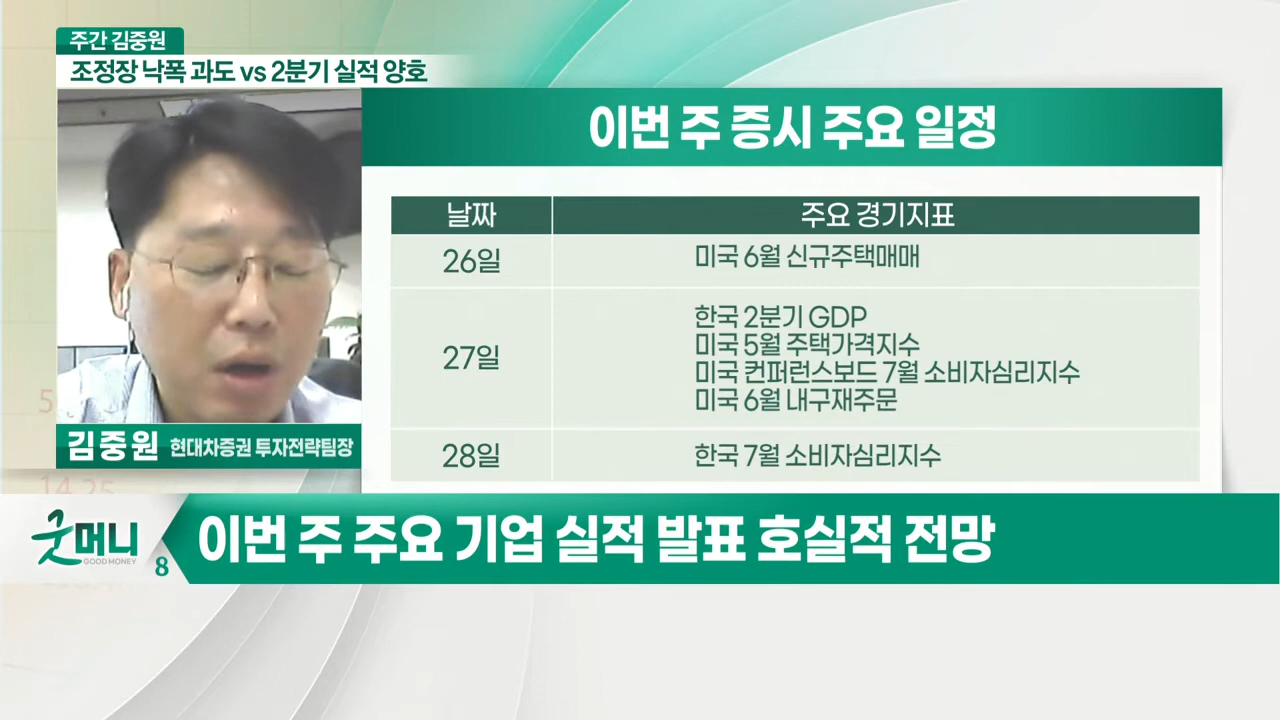 주간 김중원
조정장 낙폭 과도 vs 2분기 실적 양호
이번 주 증시 주요 일정
날짜 주요 경기지표
26일 미국 6월 신규주택매매
27일 한국 2분기 GDP
미국 5월 주택가격지수
미국 컨퍼런스보드 7월 소비자심리지수
미국 6월 내구재주문
28일 한국 7월 소비자심리지수
김중원 현대차증권 투자전략팀장
굿머니
GOOD MONEY
8
이번 주 주요 기업 실적 발표 호실적 전망